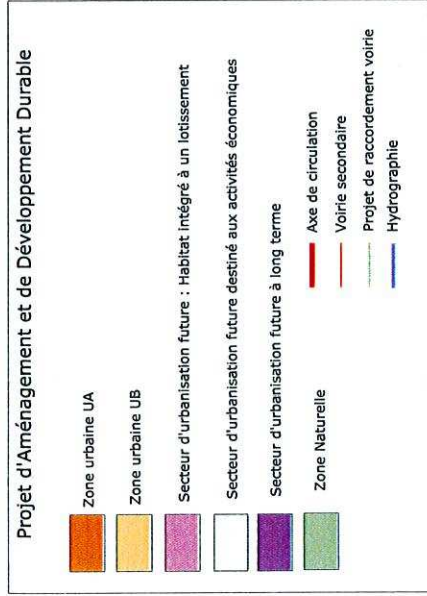 Projet d'Aménagement et de Développement Durable
Zone urbaine UA
Zone urbaine UB
Secteur d'urbanisation future : Habitat intégré à un lotissement
Secteur d'urbanisation future destiné aux activités économiques
Secteur d'urbanisation future à long terme
Zone Naturelle
Axe de circulation
Voirie secondaire
Projet de raccordement voirie
Hydrographie